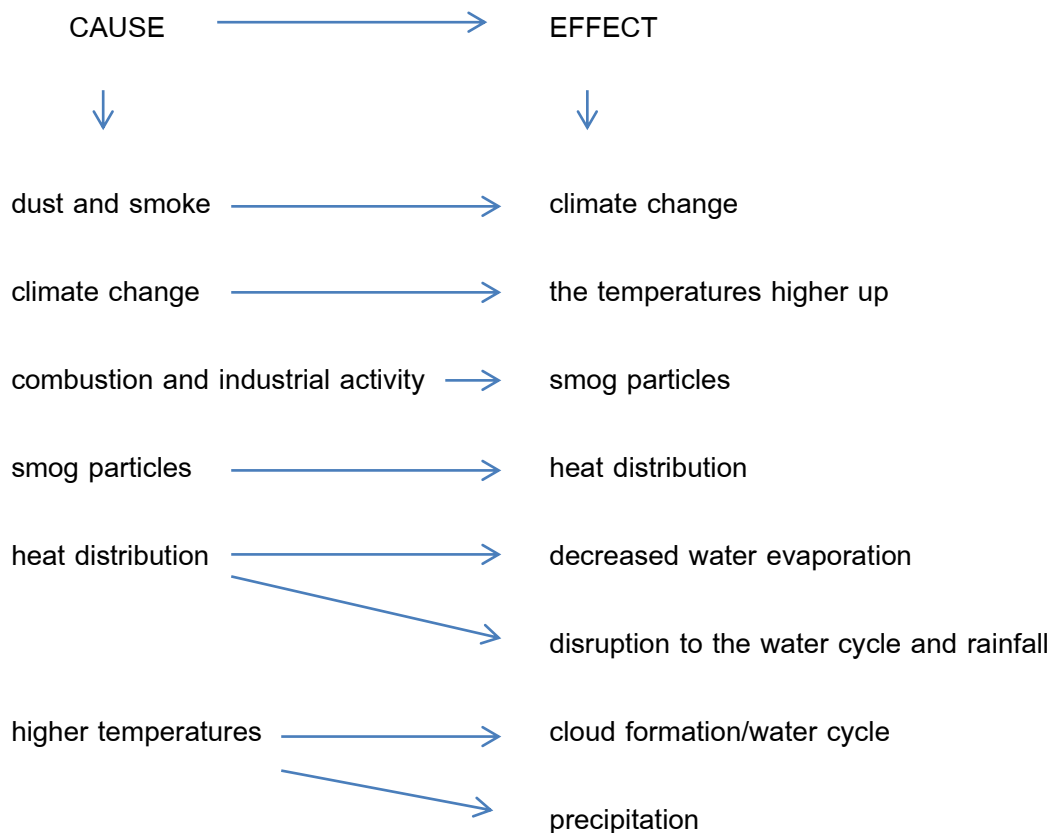 CAUSE EFFECT
dust and smoke climate change
climate change the temperatures higher up
combustion and industrial activity smog particles
smog particles heat distribution
heat distribution decreased water evaporation
disruption to the water cycle and rainfall
higher temperatures cloud formation/water cycle
precipitation